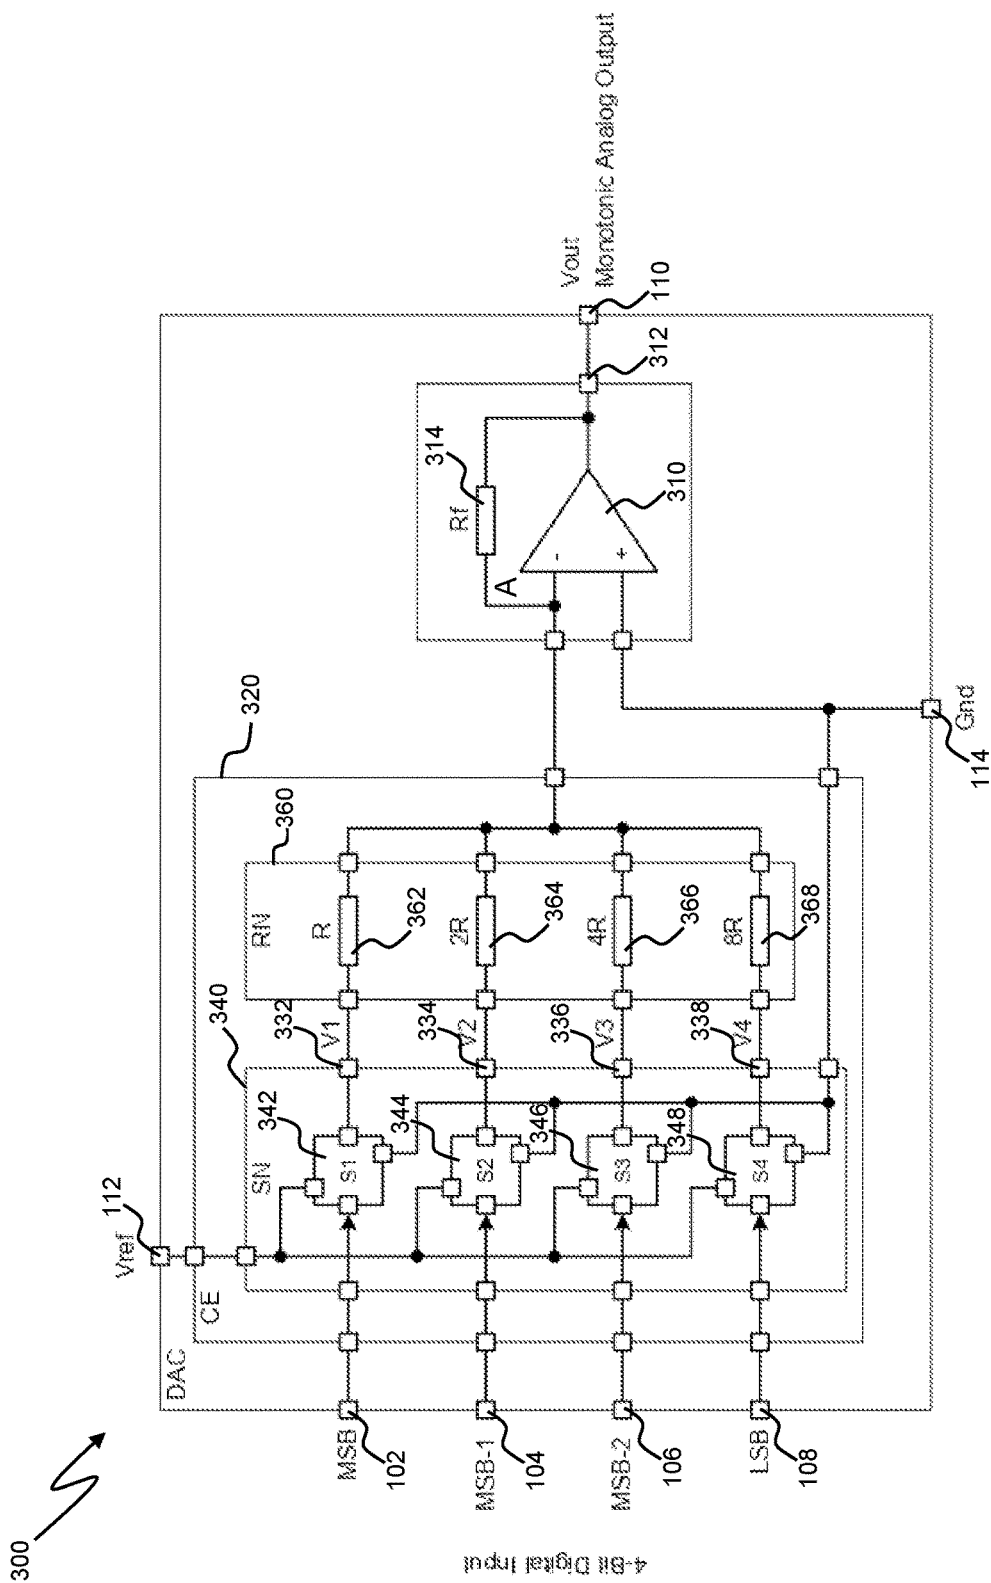 300
4-Bit Digital Input
MSB
102
MSB-1
104
MSB-2
106
LSB
108
DAC
CE
Vref
112
SN
342
S1
344
S2
346
S3
348
S4
340
332
V1
334
V2
336
V3
338
V4
RN
360
R
362
2R
364
4R
366
8R
368
320
Gnd
114
A
Rf
314
-
+
310
312
110
Vout
Monotonic Analog Output